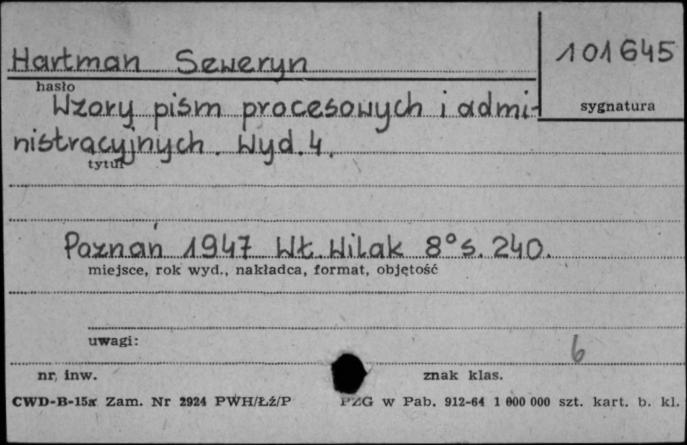 Hartman Seweryn
101645
hasło
sygnatura
Wzory pism procesowych i admi-
nistracyjnych. Wyd. 4.
tytuł
Poznań 1947 Wł. Wilak 8° s. 240.
miejsce, rok wyd., nakładca, format, objętość
uwagi:
6
nr. inw.
znak klas.
CWD-B-15a Zam. Nr 2924 PWH/Łź/P
PZG w Pab. 912-64 1 000 000 szt. kart. b. kl.